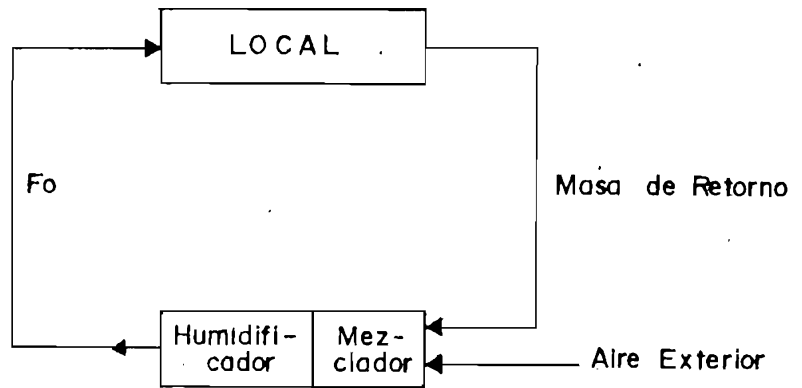 LOCAL
Fo
Masa de Retorno
Humidifi-
cador
Mez-
clador
Aire Exterior